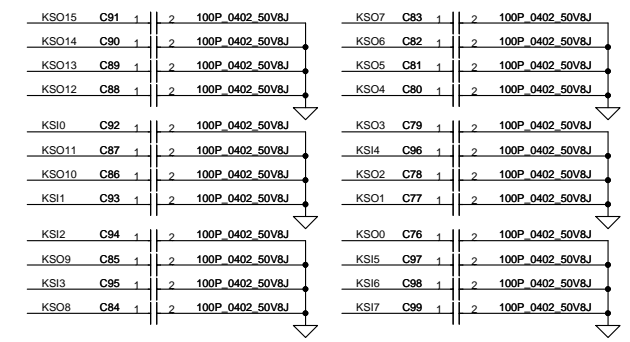 KSO15 C91 1 2 100P_0402_50V8J KSO7 C83 1 2 100P_0402_50V8J
KSO14 C90 1 2 100P_0402_50V8J KSO6 C82 1 2 100P_0402_50V8J
KSO13 C89 1 2 100P_0402_50V8J KSO5 C81 1 2 100P_0402_50V8J
KSO12 C88 1 2 100P_0402_50V8J KSO4 C80 1 2 100P_0402_50V8J
KSI0 C92 1 2 100P_0402_50V8J KSO3 C79 1 2 100P_0402_50V8J
KSO11 C87 1 2 100P_0402_50V8J KSI4 C96 1 2 100P_0402_50V8J
KSO10 C86 1 2 100P_0402_50V8J KSO2 C78 1 2 100P_0402_50V8J
KSI1 C93 1 2 100P_0402_50V8J KSO1 C77 1 2 100P_0402_50V8J
KSI2 C94 1 2 100P_0402_50V8J KSO0 C76 1 2 100P_0402_50V8J
KSO9 C85 1 2 100P_0402_50V8J KSI5 C97 1 2 100P_0402_50V8J
KSI3 C95 1 2 100P_0402_50V8J KSI6 C98 1 2 100P_0402_50V8J
KSO8 C84 1 2 100P_0402_50V8J KSI7 C99 1 2 100P_0402_50V8J